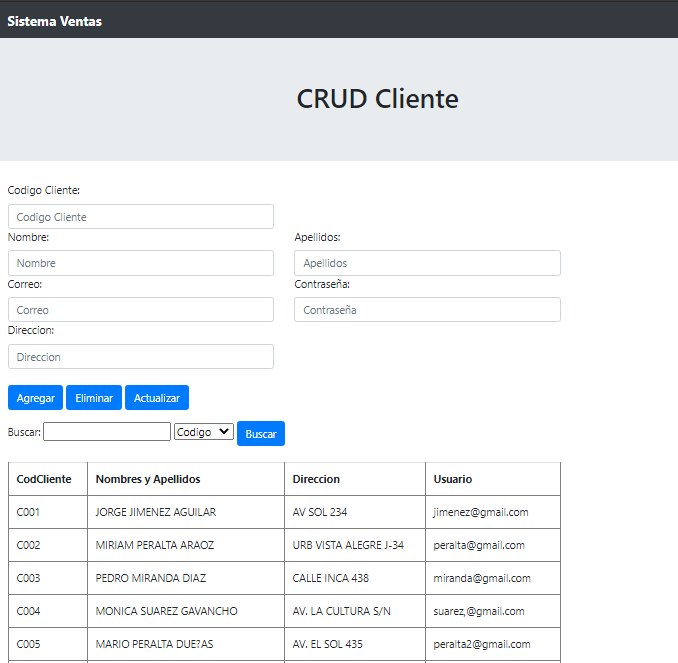 Sistema Ventas
CRUD Cliente
Codigo Cliente:
Codigo Cliente
Nombre: Apellidos:
Nombre Apellidos
Correo: Contraseña:
Correo Contraseña
Direccion:
Direccion
Agregar Eliminar Actualizar
Buscar: Codigo Buscar
CodCliente Nombres y Apellidos Direccion Usuario
C001 JORGE JIMENEZ AGUILAR AV SOL 234 jimenez@gmail.com
C002 MIRIAM PERALTA ARAOZ URB VISTA ALEGRE J-34 peralta@gmail.com
C003 PEDRO MIRANDA DIAZ CALLE INCA 438 miranda@gmail.com
C004 MONICA SUAREZ GAVANCHO AV. LA CULTURA S/N suarez,@gmail.com
C005 MARIO PERALTA DUE?AS AV. EL SOL 435 peralta2@gmail.com